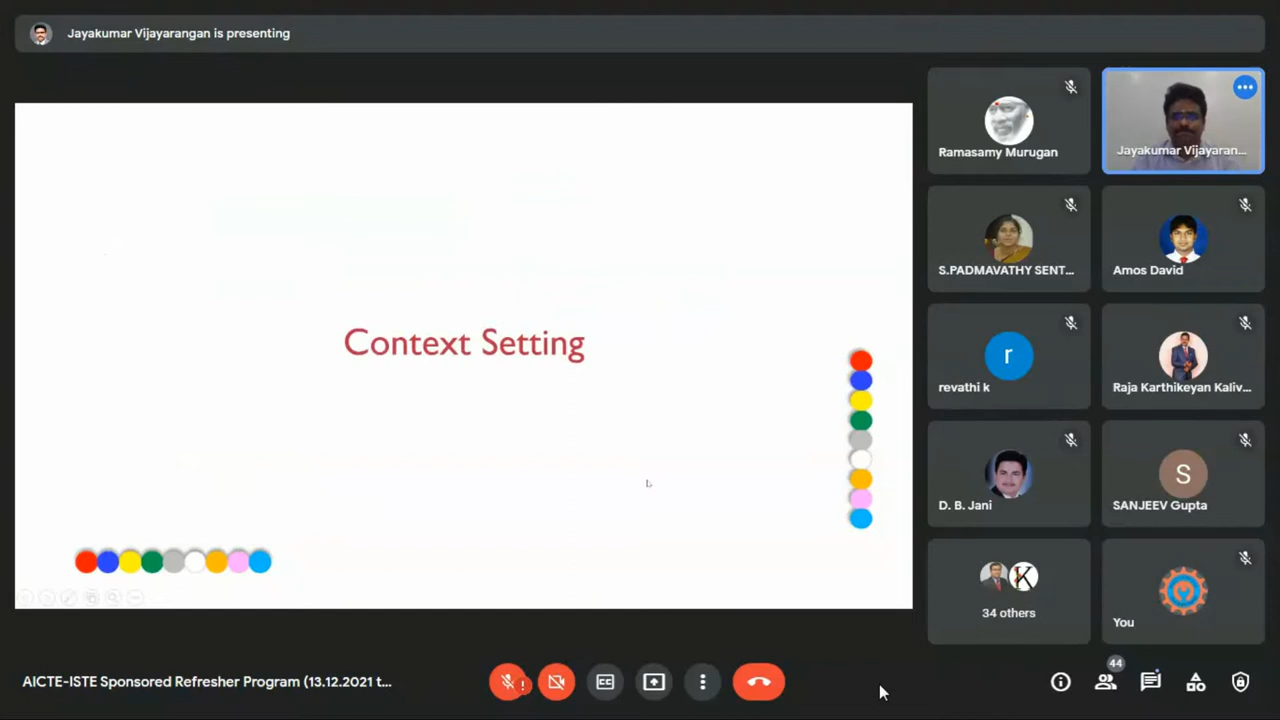 Jayakumar Vijayarangan is presenting
Context Setting
Ramasamy Murugan
Jayakumar Vijayaran...
S.PADMAVATHY SENT...
Amos David
r
revathi k
Raja Karthikeyan Kaliv...
D. B. Jani
S
SANJEEV Gupta
K
34 others
You
AICTE-ISTE Sponsored Refresher Program (13.12.2021 t...
CC
44